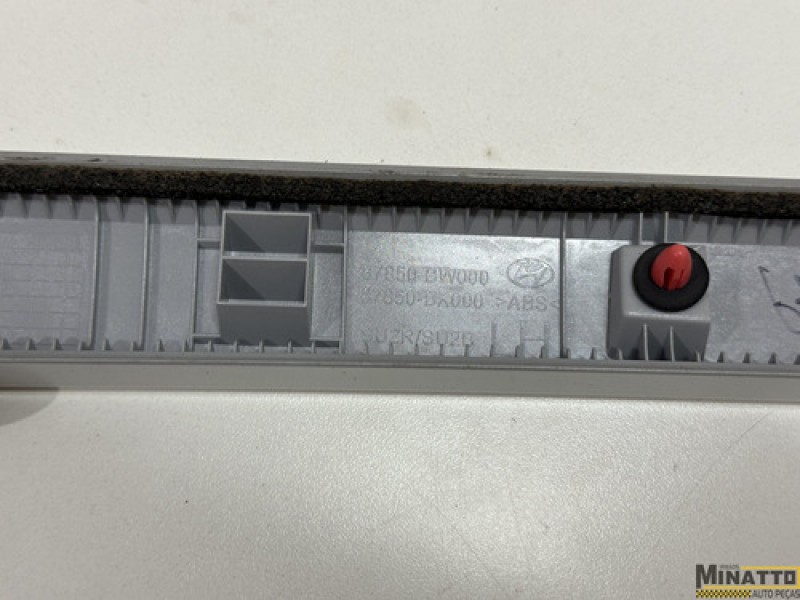 87850-BW000
87850-BX000 >ABS<
SU2R/SU2B LH
MINATTO
AUTO PEÇAS